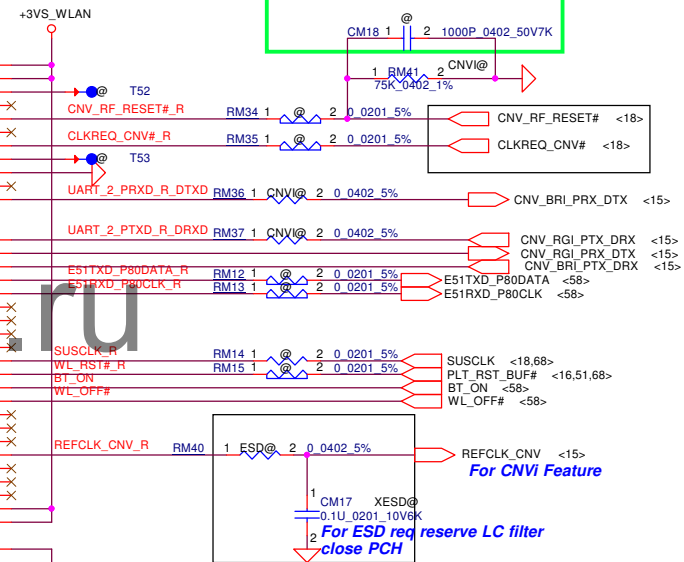 +3VS_WLAN
@
CM18 1 2 1000P_0402_50V7K
CNVI@
1 RM41 2
75K_0402_1%
@ T52
CNV_RF_RESET#_R RM34 1 @ 2 0_0201_5% CNV_RF_RESET# <18>
CLKREQ_CNV#_R RM35 1 @ 2 0_0201_5% CLKREQ_CNV# <18>
@ T53
UART_2_PRXD_R_DTXD RM36 1 CNVI@ 2 0_0402_5% CNV_BRI_PRX_DTX <15>
UART_2_PTXD_R_DRXD RM37 1 CNVI@ 2 0_0402_5% CNV_RGI_PTX_DRX <15>
CNV_RGI_PRX_DTX <15>
CNV_BRI_PTX_DRX <15>
E51TXD_P80DATA_R RM12 1 @ 2 0_0201_5% E51TXD_P80DATA <58>
E51RXD_P80CLK_R RM13 1 @ 2 0_0201_5% E51RXD_P80CLK <58>
.ru
SUSCLK_R RM14 1 @ 2 0_0201_5% SUSCLK <18,68>
WL_RST#_R RM15 1 @ 2 0_0201_5% PLT_RST_BUF# <16,51,68>
BT_ON BT_ON <58>
WL_OFF# WL_OFF# <58>
REFCLK_CNV_R RM40 1 ESD@ 2 0_0402_5% REFCLK_CNV <15>
For CNVi Feature
1
CM17 XESD@
0.1U_0201_10V6K
2
For ESD req reserve LC filter
close PCH